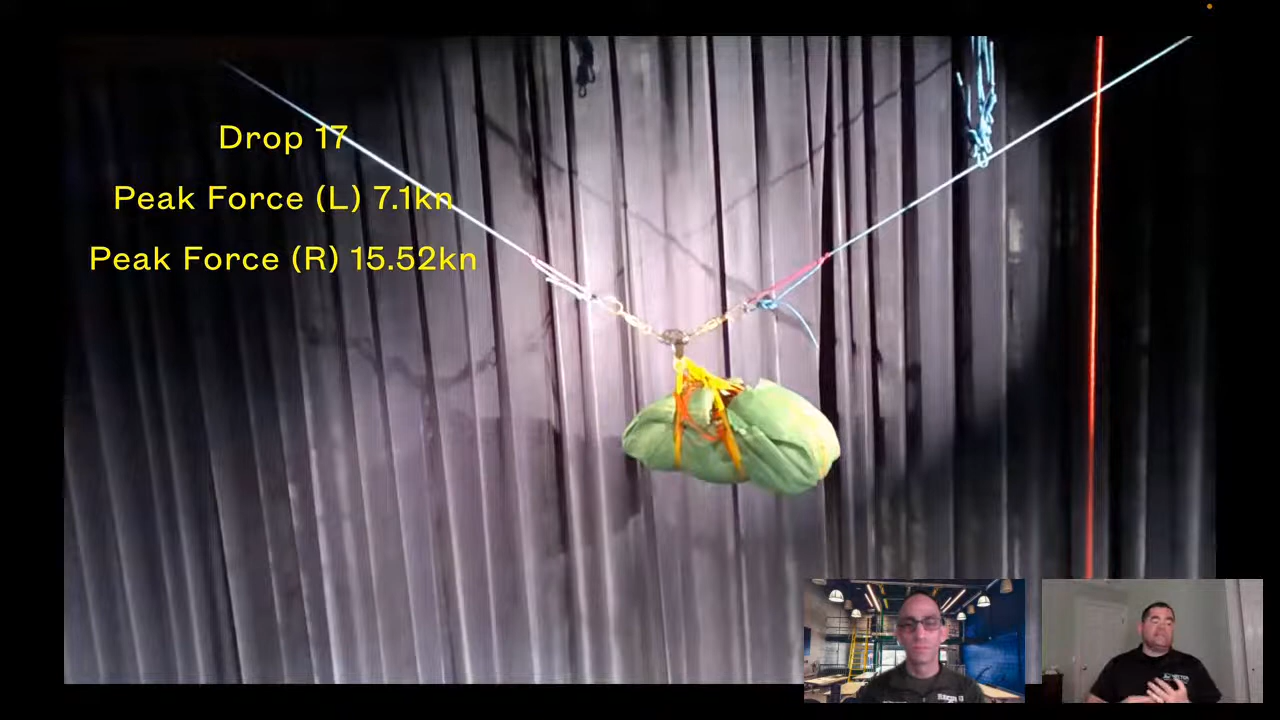 Drop 17
Peak Force (L) 7.1kn
Peak Force (R) 15.52kn